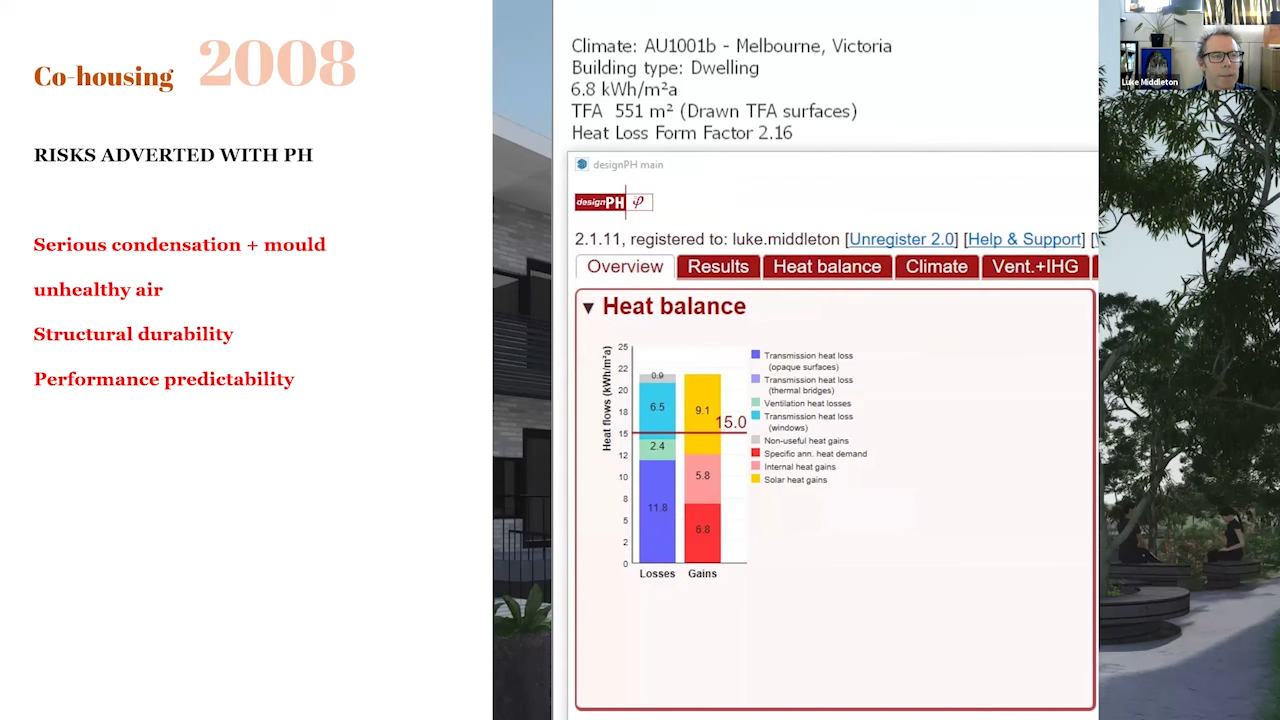 Co-housing 2008
RISKS ADVERTED WITH PH
Serious condensation + mould
unhealthy air
Structural durability
Performance predictability
Climate: AU1001b - Melbourne, Victoria
Building type: Dwelling
6.8 kWh/m²a
TFA 551 m² (Drawn TFA surfaces)
Heat Loss Form Factor 2.16
designPH main
designPH φ
2.1.11, registered to: luke.middleton [Unregister 2.0] [Help & Support] [
Overview Results Heat balance Climate Vent.+IHG
▼ Heat balance
Heat flows (kWh/m²a)
25
22
20
18
15
12
10
8
5
2
0
0.9
6.5
2.4
11.8
9.1
15.0
5.8
6.8
Losses Gains
Transmission heat loss
(opaque surfaces)
Transmission heat loss
(thermal bridges)
Ventilation heat losses
Transmission heat loss
(windows)
Non-useful heat gains
Specific ann. heat demand
Internal heat gains
Solar heat gains
Luke Middleton